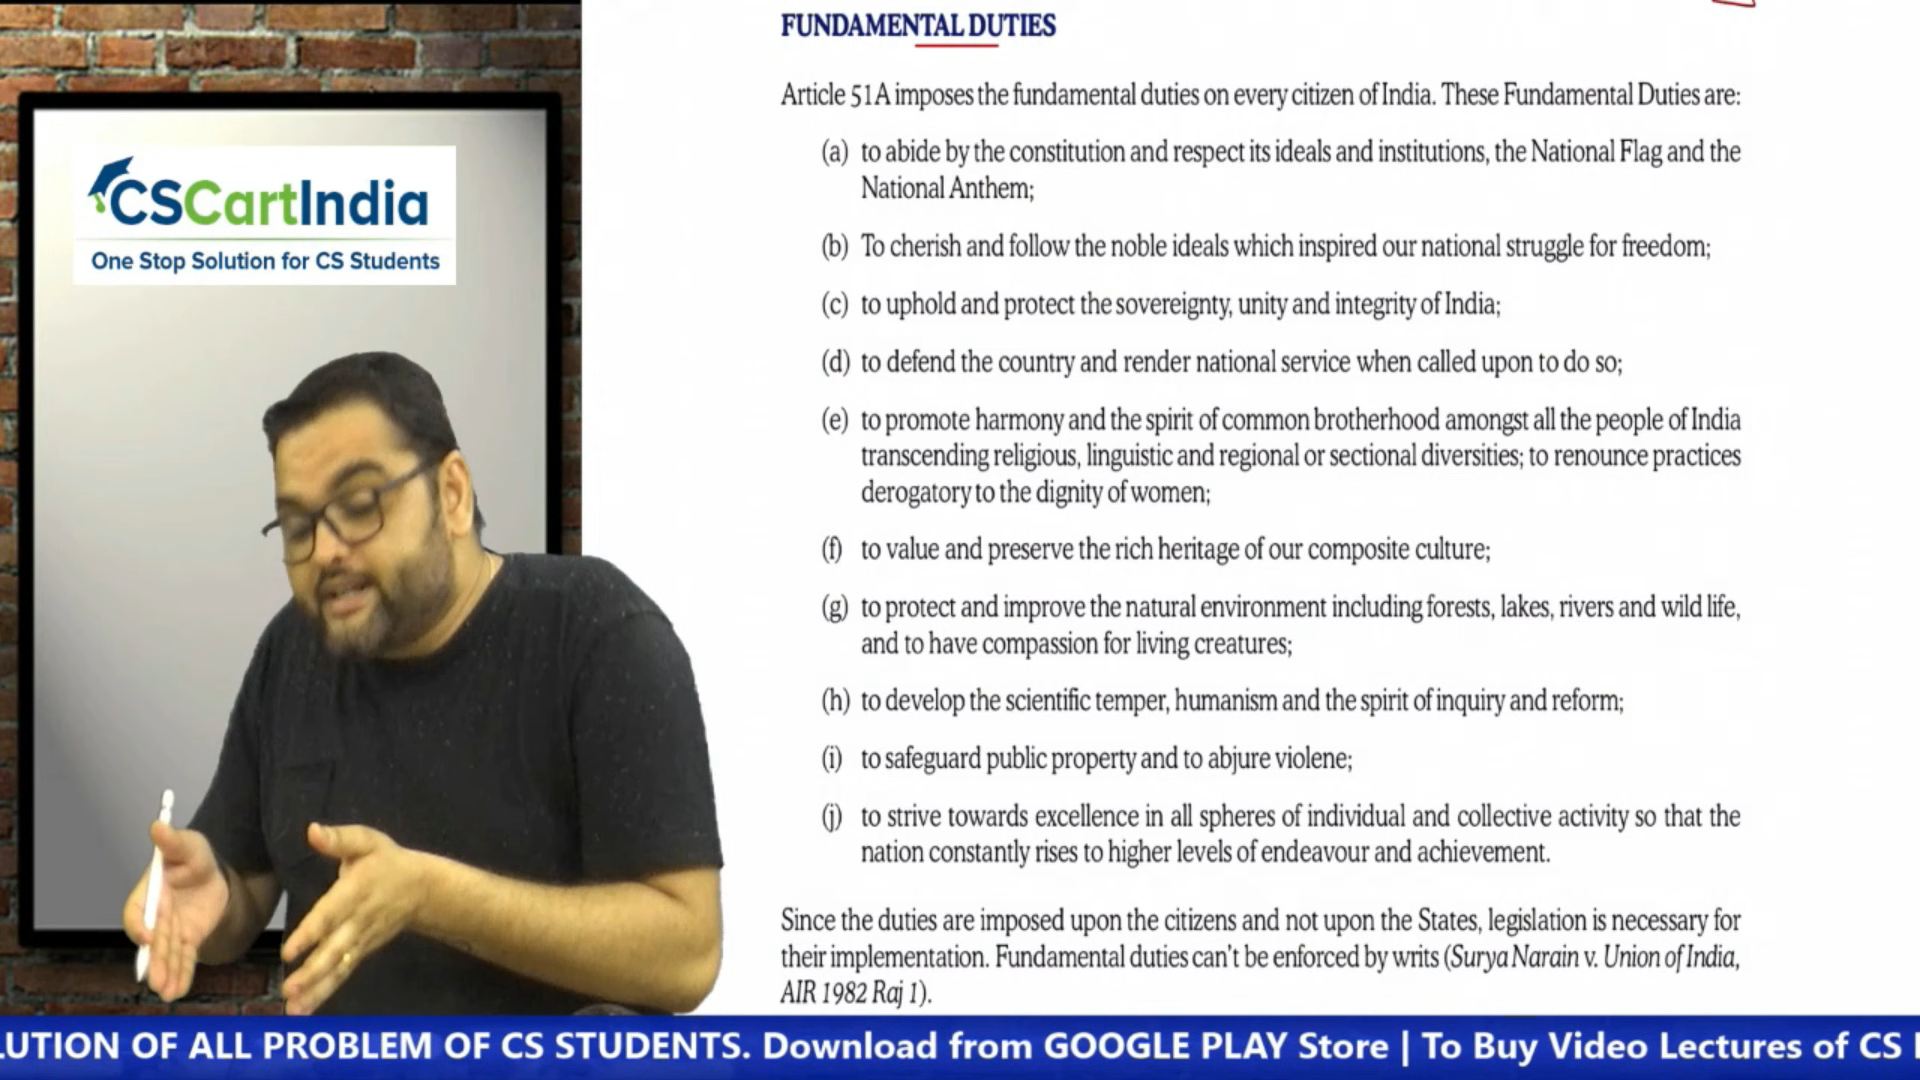 CSCartIndia
One Stop Solution for CS Students
FUNDAMENTAL DUTIES
Article 51A imposes the fundamental duties on every citizen of India. These Fundamental Duties are:
(a) to abide by the constitution and respect its ideals and institutions, the National Flag and the
National Anthem;
(b) To cherish and follow the noble ideals which inspired our national struggle for freedom;
(c) to uphold and protect the sovereignty, unity and integrity of India;
(d) to defend the country and render national service when called upon to do so;
(e) to promote harmony and the spirit of common brotherhood amongst all the people of India
transcending religious, linguistic and regional or sectional diversities; to renounce practices
derogatory to the dignity of women;
(f) to value and preserve the rich heritage of our composite culture;
(g) to protect and improve the natural environment including forests, lakes, rivers and wild life,
and to have compassion for living creatures;
(h) to develop the scientific temper, humanism and the spirit of inquiry and reform;
(i) to safeguard public property and to abjure violene;
(j) to strive towards excellence in all spheres of individual and collective activity so that the
nation constantly rises to higher levels of endeavour and achievement.
Since the duties are imposed upon the citizens and not upon the States, legislation is necessary for
their implementation. Fundamental duties can't be enforced by writs (Surya Narain v. Union of India,
AIR 1982 Raj 1).
LUTION OF ALL PROBLEM OF CS STUDENTS. Download from GOOGLE PLAY Store | To Buy Video Lectures of CS